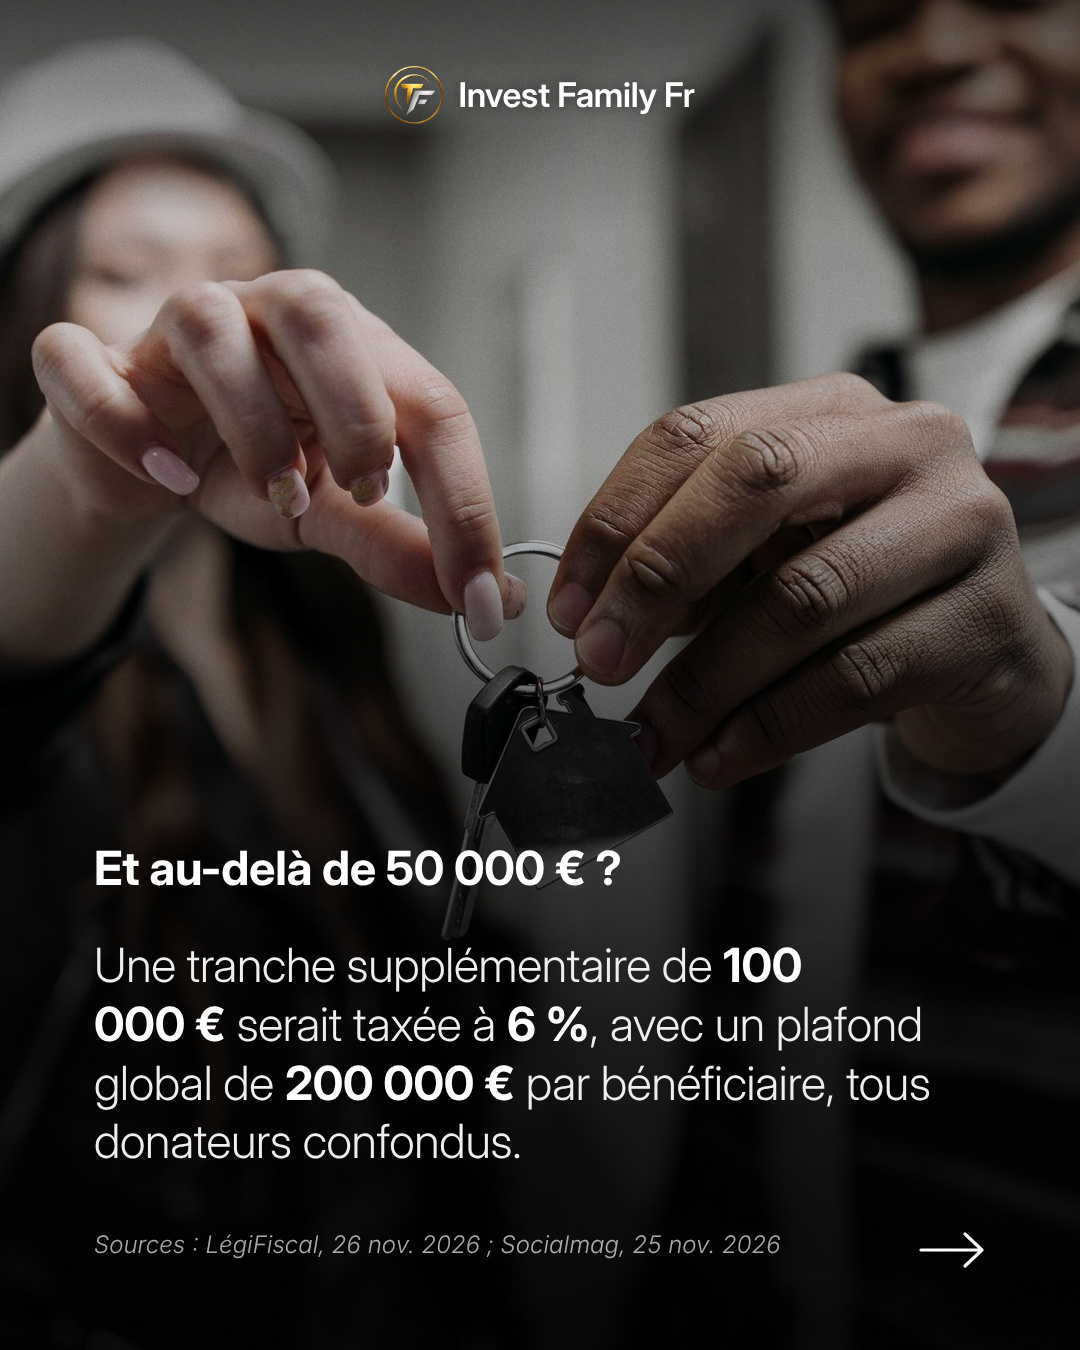 TF Invest Family Fr
Et au-delà de 50 000 € ?
Une tranche supplémentaire de 100
000 € serait taxée à 6 %, avec un plafond
global de 200 000 € par bénéficiaire, tous
donateurs confondus.
Sources : LégiFiscal, 26 nov. 2026 ; Socialmag, 25 nov. 2026